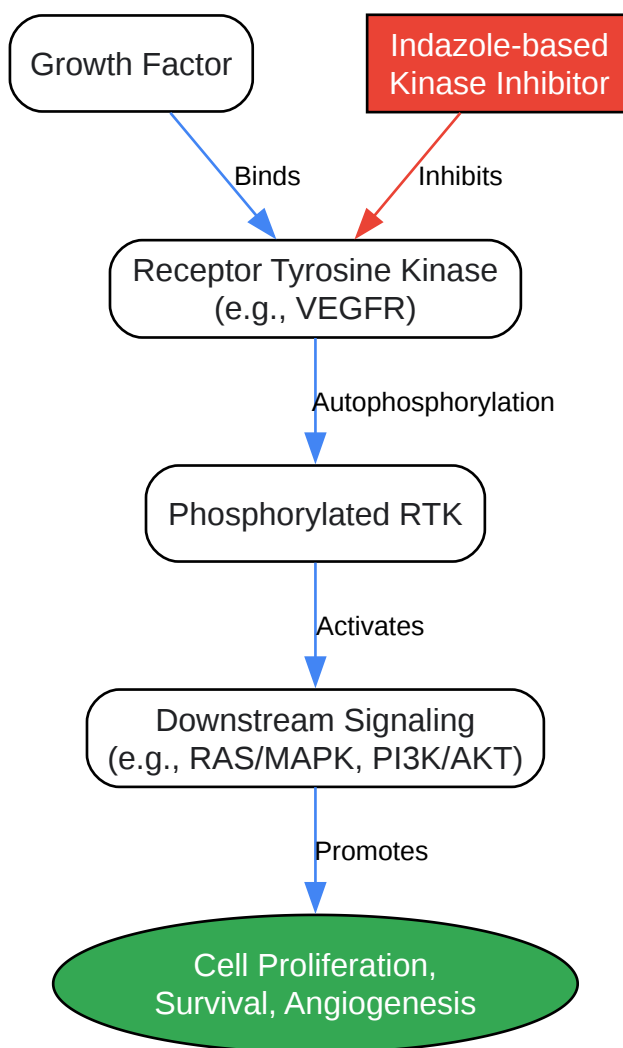 Growth Factor
Indazole-based
Kinase Inhibitor
Binds
Inhibits
Receptor Tyrosine Kinase
(e.g., VEGFR)
Autophosphorylation
Phosphorylated RTK
Activates
Downstream Signaling
(e.g., RAS/MAPK, PI3K/AKT)
Promotes
Cell Proliferation,
Survival, Angiogenesis